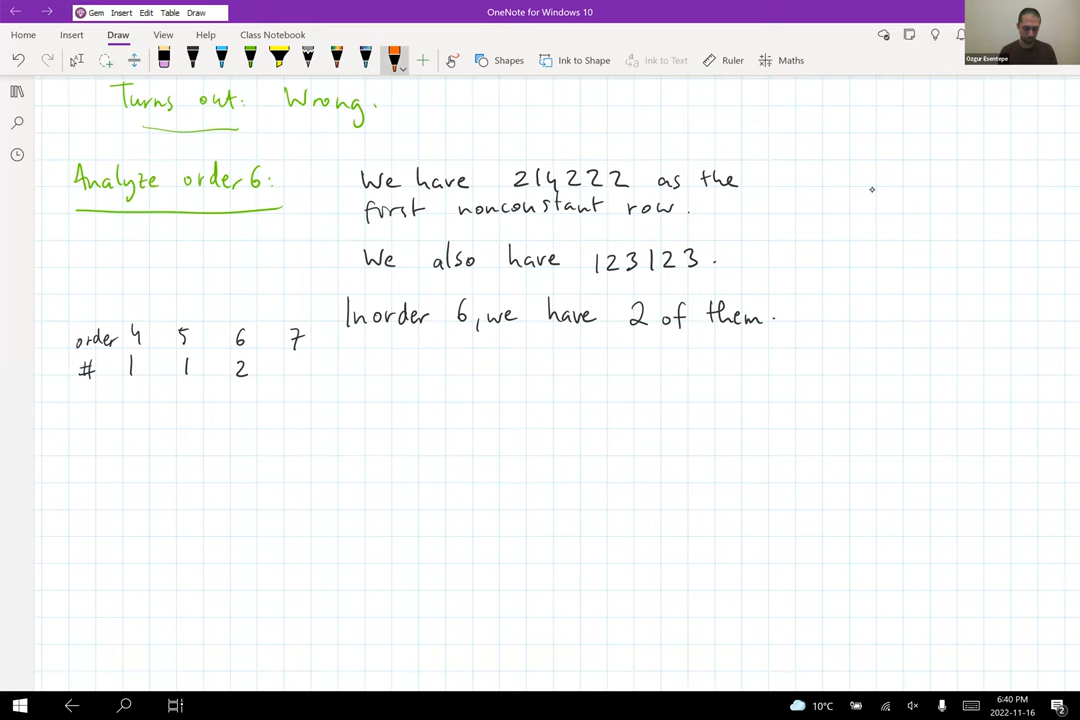 Gem Insert Edit Table Draw
OneNote for Windows 10
Home Insert Draw View Help Class Notebook
Shapes Ink to Shape Ink to Text Ruler Maths
Ozgur Esentepe
Turns out: Wrong.
Analyze order 6:
We have 214222 as the
first nonconstant row.
We also have 123123.
In order 6, we have 2 of them.
order 4 5 6 7
# 1 1 2
10°C
6:40 PM
2022-11-16
2